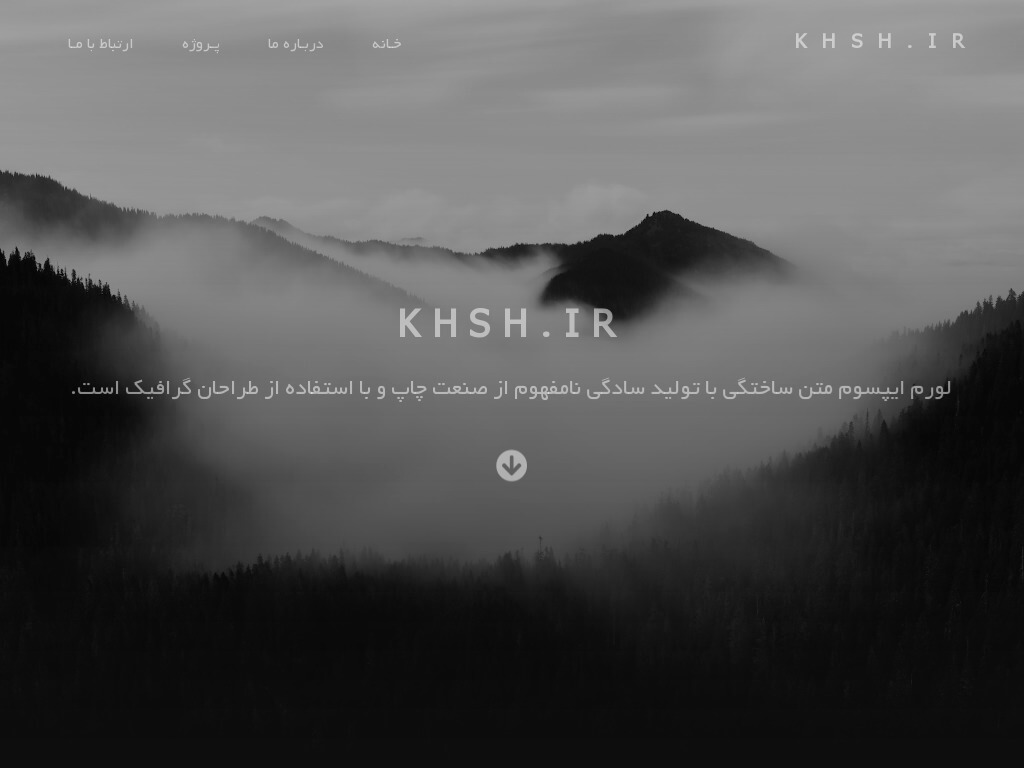 KHSH.IR
خانه
درباره ما
پروژه
ارتباط با ما
KHSH.IR
لورم ایپسوم متن ساختگی با تولید سادگی نامفهوم از صنعت چاپ و با استفاده از طراحان گرافیک است.